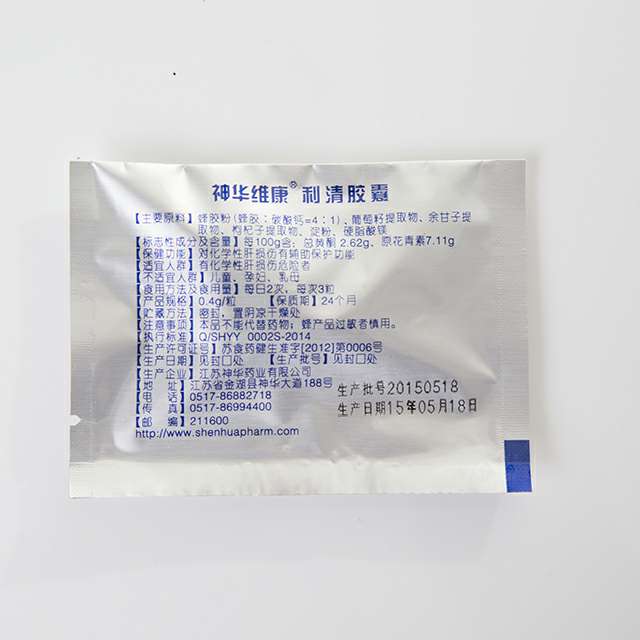 神华维康®利清胶囊
【主要原料】蜂胶粉(蜂胶:碳酸钙=4:1)、葡萄籽提取物、余甘子提
取物、枸杞子提取物、淀粉、硬脂酸镁
【标志性成分及含量】每100g含:总黄酮 2.62g、原花青素7.11g
【保健功能】对化学性肝损伤有辅助保护功能
【适宜人群】有化学性肝损伤危险者
【不适宜人群】儿童、孕妇、乳母
【食用方法及食用量】每日2次,每次3粒
【产品规格】0.4g/粒 【保质期】24个月
【贮藏方法】密封,置阴凉干燥处
【注意事项】本品不能代替药物;蜂产品过敏者慎用。
【执行标准】Q/SHYY 0002S-2014
【生产许可证号】苏食药健生准字[2012]第0006号
【生产日期】见封口处 【生产批号】见封口处
【生产企业】江苏神华药业有限公司
【地 址】江苏省金湖县神华大道188号
【电 话】0517-86882718
【传 真】0517-86994400
【邮 编】211600
http://www.shenhuapharm.com
生产批号20150518
生产日期15年05月18日